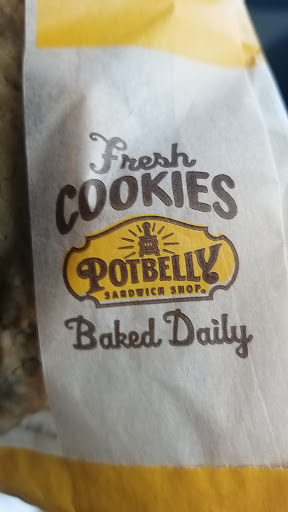 Fresh
COOKIES
POTBELLY
SANDWICH SHOP®
Baked Daily